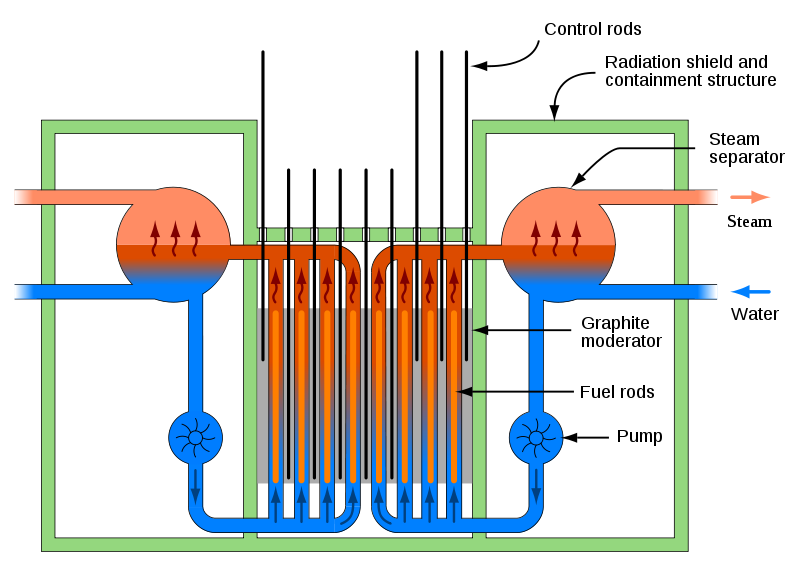 Control rods
Radiation shield and
containment structure
Steam
separator
Steam
Water
Graphite
moderator
Fuel rods
Pump